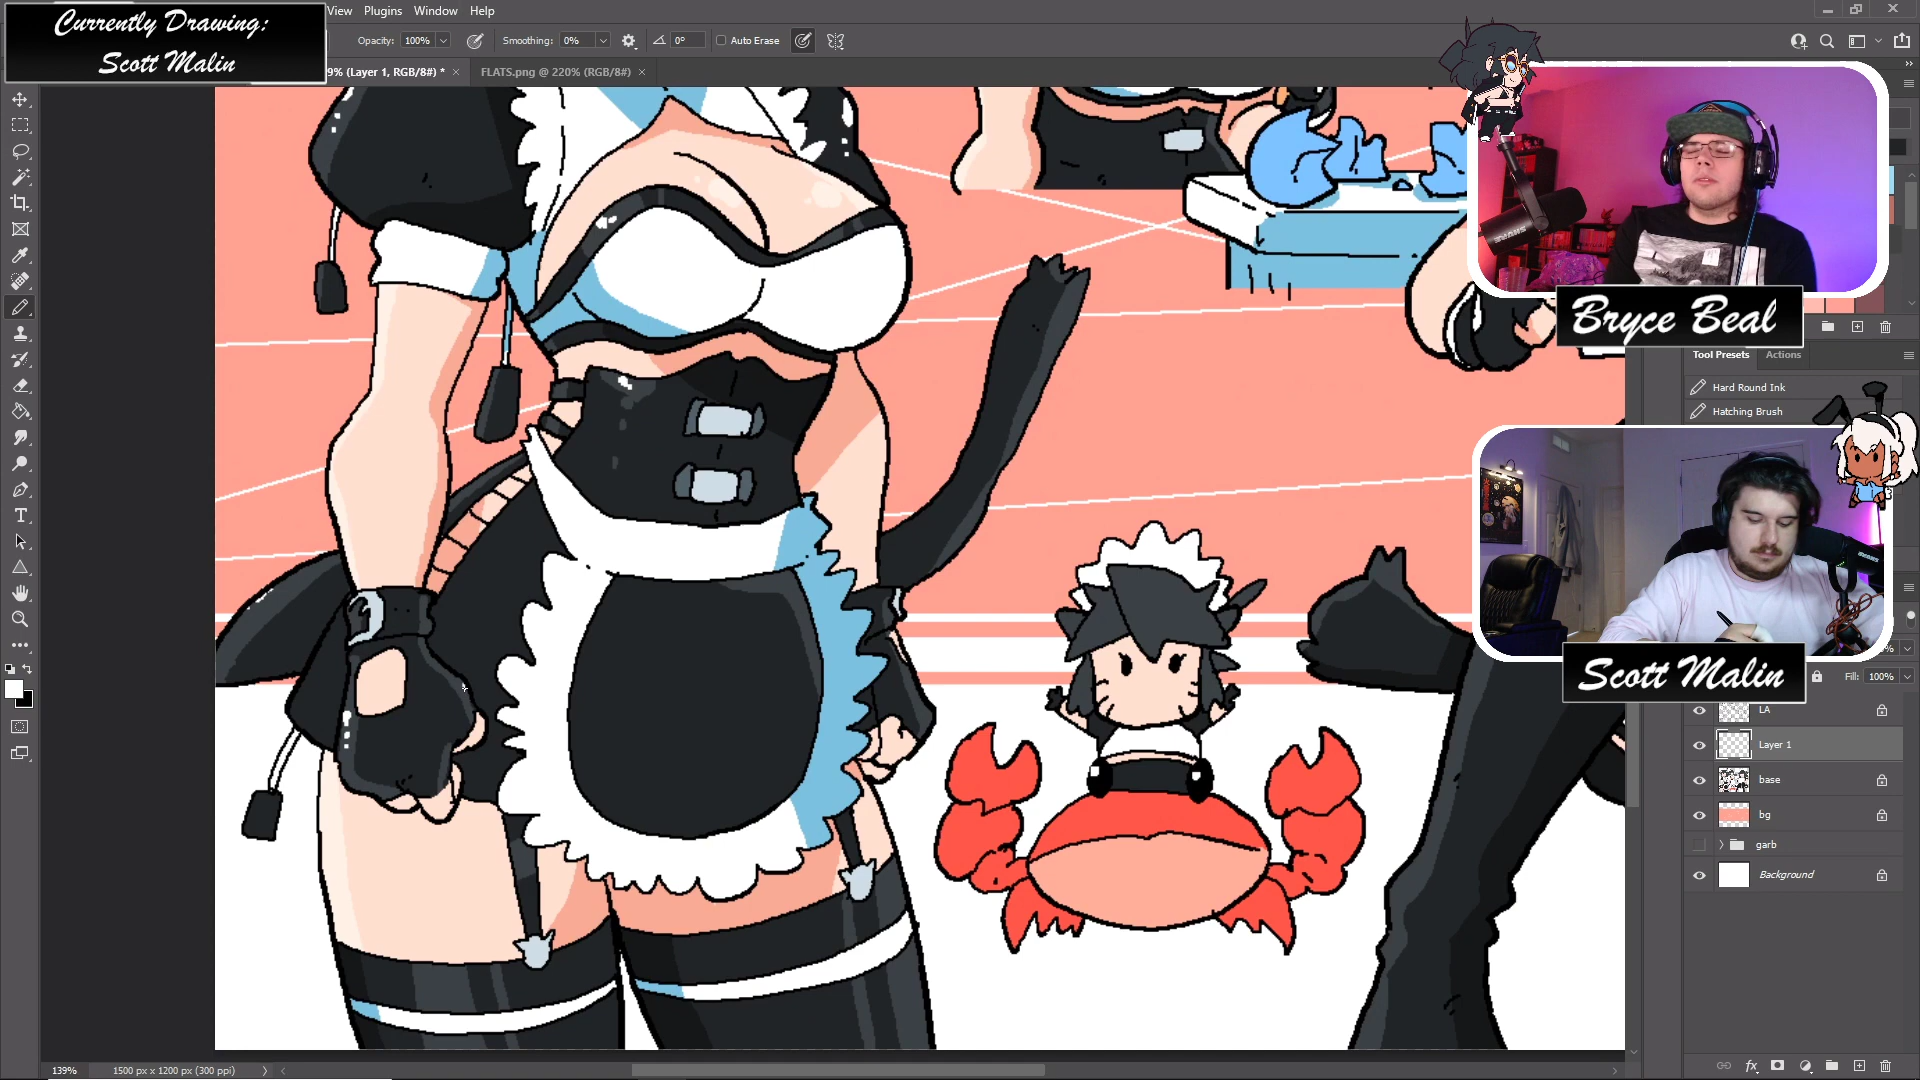 Currently Drawing:
Scott Malin
View Plugins Window Help
Opacity: 100% Smoothing: 0% 0° Auto Erase
9% (Layer 1, RGB/8#) * × FLATS.png @ 220% (RGB/8#) ×
Bryce Beal
Tool Presets Actions
Hard Round Ink
Hatching Brush
Scott Malin
Fill: 100%
LA
Layer 1
base
bg
garb
Background
139% 1500 px x 1200 px (300 ppi)